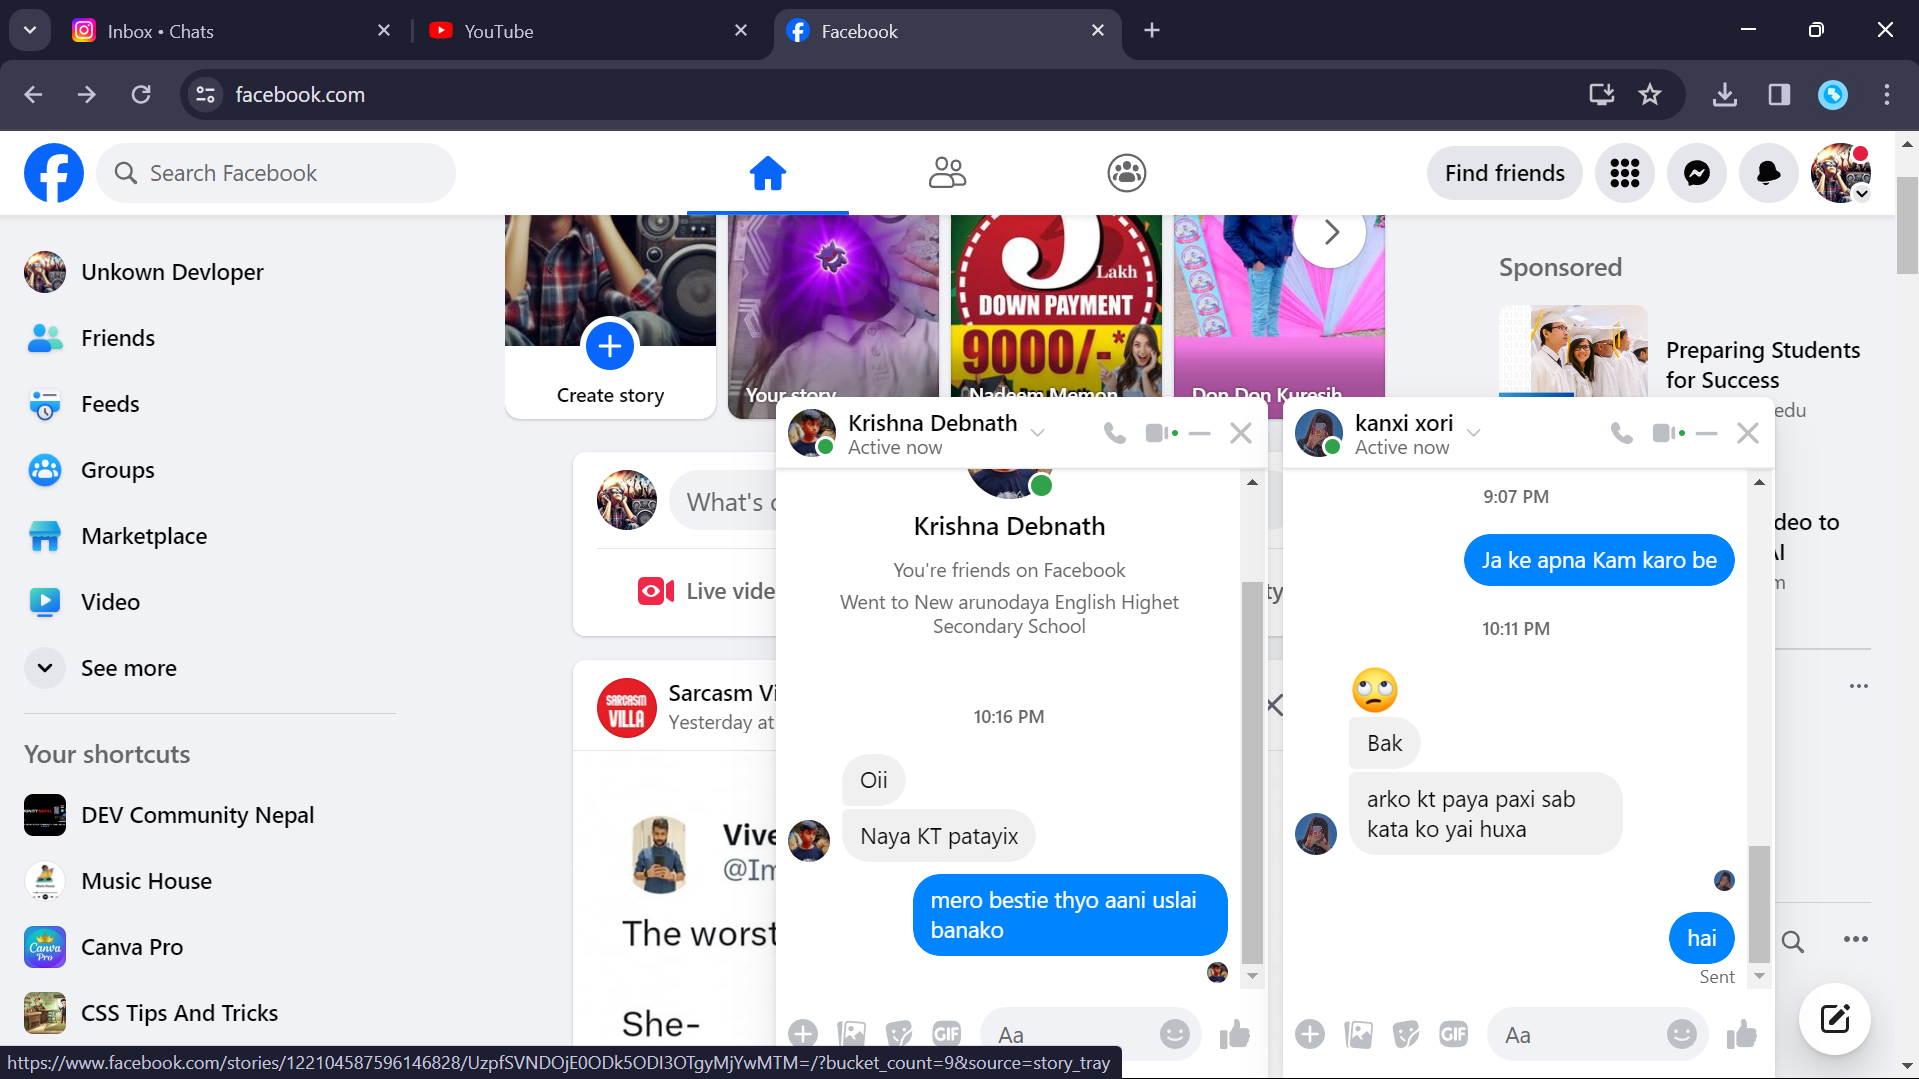 Inbox • Chats
YouTube
Facebook
facebook.com
Search Facebook
Find friends
Unkown Devloper
Friends
Feeds
Groups
Marketplace
Video
See more
Your shortcuts
DEV Community Nepal
Music House
Canva Pro
CSS Tips And Tricks
Create story
Your story
J
Lakh
DOWN PAYMENT
9000/-*
Nadeem Memon
Don Don Kuresih
Sponsored
Preparing Students
for Success
edu
deo to
AI
m
What's
Live vide
ty
SARCASM
VILLA
Sarcasm Vi
Yesterday at
Vive
@Im
The worst
She-
Krishna Debnath
Active now
Krishna Debnath
You're friends on Facebook
Went to New arunodaya English Highet
Secondary School
10:16 PM
Oii
Naya KT patayix
mero bestie thyo aani uslai
banako
GIF
Aa
kanxi xori
Active now
9:07 PM
Ja ke apna Kam karo be
10:11 PM
Bak
arko kt paya paxi sab
kata ko yai huxa
hai
Sent
GIF
Aa
https://www.facebook.com/stories/122104587596146828/UzpfSVNDOjE0ODk5ODI3OTgyMjYwMTM=/?bucket_count=9&source=story_tray